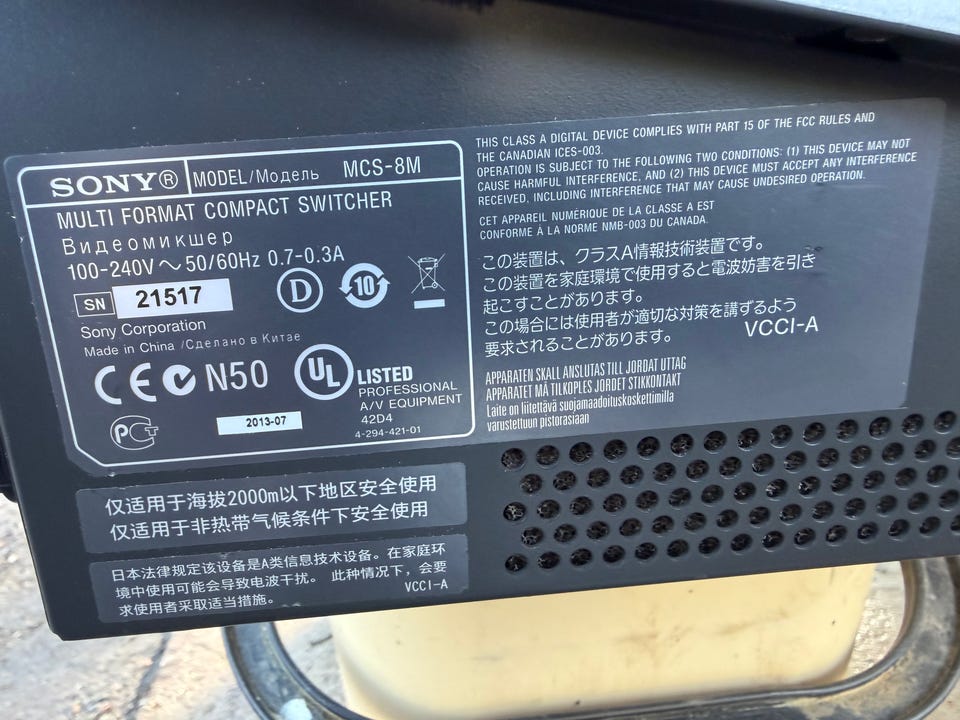 SONY® MODEL/Модель MCS-8M
MULTI FORMAT COMPACT SWITCHER
Видеомикшер
100-240V ~ 50/60Hz 0.7-0.3A
SN 21517
D 10
Sony Corporation
Made in China /Сделано в Китае
CE N50 UL LISTED
PROFESSIONAL
A/V EQUIPMENT
42D4
4-294-421-01
PCT 2013-07
THIS CLASS A DIGITAL DEVICE COMPLIES WITH PART 15 OF THE FCC RULES AND
THE CANADIAN ICES-003.
OPERATION IS SUBJECT TO THE FOLLOWING TWO CONDITIONS: (1) THIS DEVICE MAY NOT
CAUSE HARMFUL INTERFERENCE, AND (2) THIS DEVICE MUST ACCEPT ANY INTERFERENCE
RECEIVED, INCLUDING INTERFERENCE THAT MAY CAUSE UNDESIRED OPERATION.
CET APPAREIL NUMÉRIQUE DE LA CLASSE A EST
CONFORME À LA NORME NMB-003 DU CANADA.
この装置は、クラスA情報技術装置です。
この装置を家庭環境で使用すると電波妨害を引き
起こすことがあります。
この場合には使用者が適切な対策を講ずるよう
要求されることがあります。 VCCI-A
APPARATEN SKALL ANSLUTAS TILL JORDAT UTTAG
APPARATET MÅ TILKOPLES JORDET STIKKONTAKT
Laite on liitettävä suojamaadoituskoskettimilla
varustettuun pistorasiaan
仅适用于海拔2000m以下地区安全使用
仅适用于非热带气候条件下安全使用
日本法律规定该设备是A类信息技术设备。在家庭环
境中使用可能会导致电波干扰。 此种情况下，会要
求使用者采取适当措施。 VCCI-A